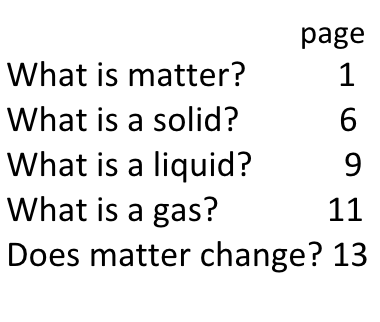 page
What is matter? 1
What is a solid? 6
What is a liquid? 9
What is a gas? 11
Does matter change? 13